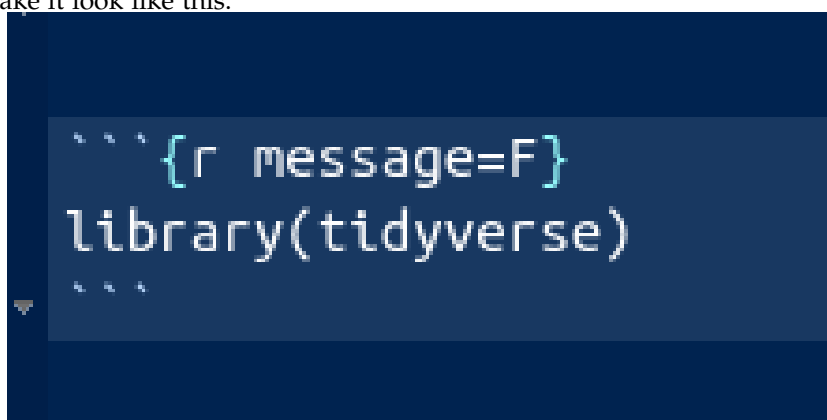 ake it look like this.
```{r message=F}
library(tidyverse)
```